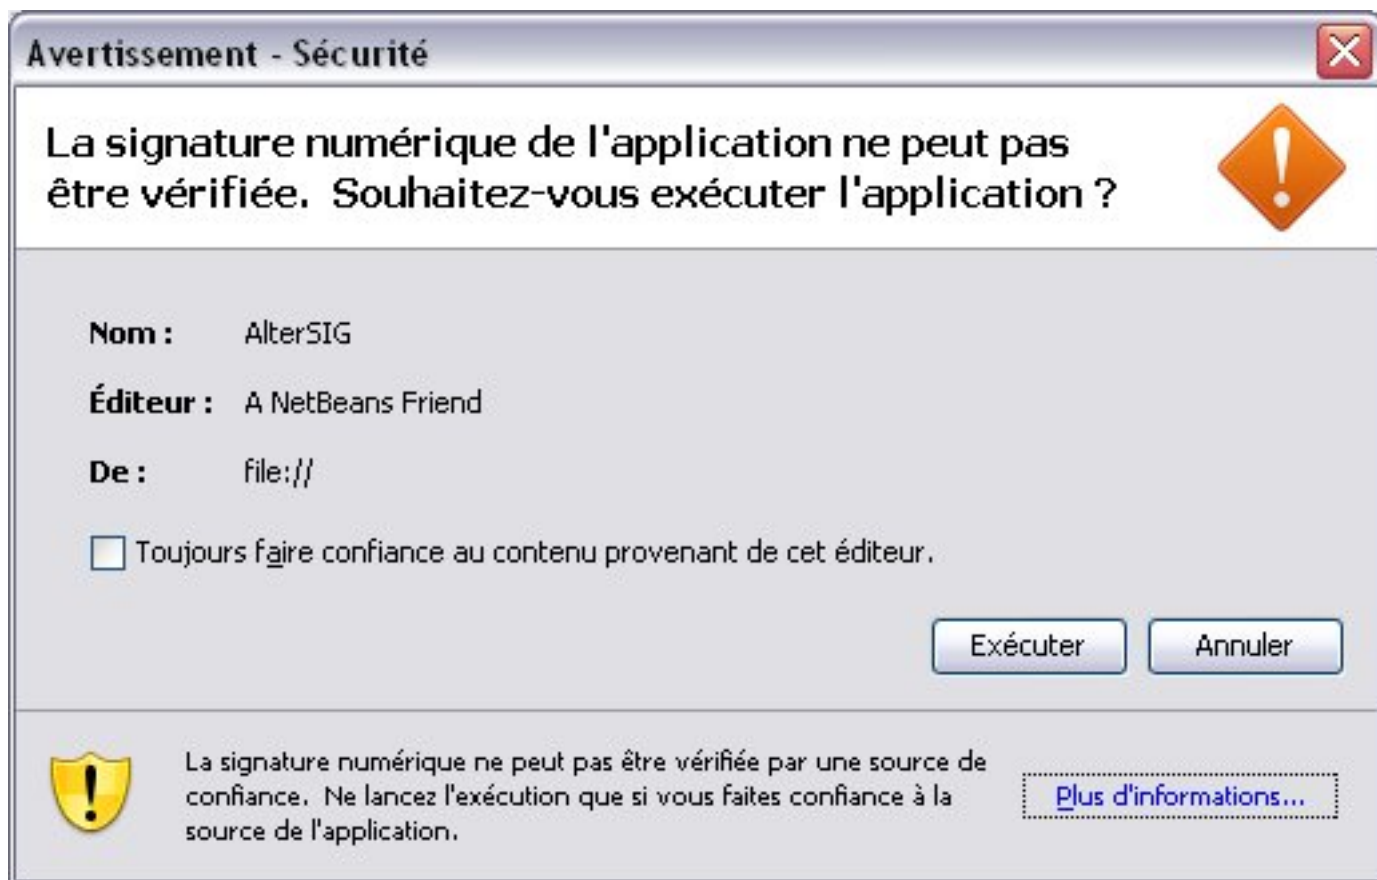 Avertissement - Sécurité
La signature numérique de l'application ne peut pas
être vérifiée. Souhaitez-vous exécuter l'application ?
Nom : AlterSIG
Éditeur : A NetBeans Friend
De : file://
Toujours faire confiance au contenu provenant de cet éditeur.
Exécuter Annuler
La signature numérique ne peut pas être vérifiée par une source de
confiance. Ne lancez l'exécution que si vous faites confiance à la
source de l'application.
Plus d'informations...